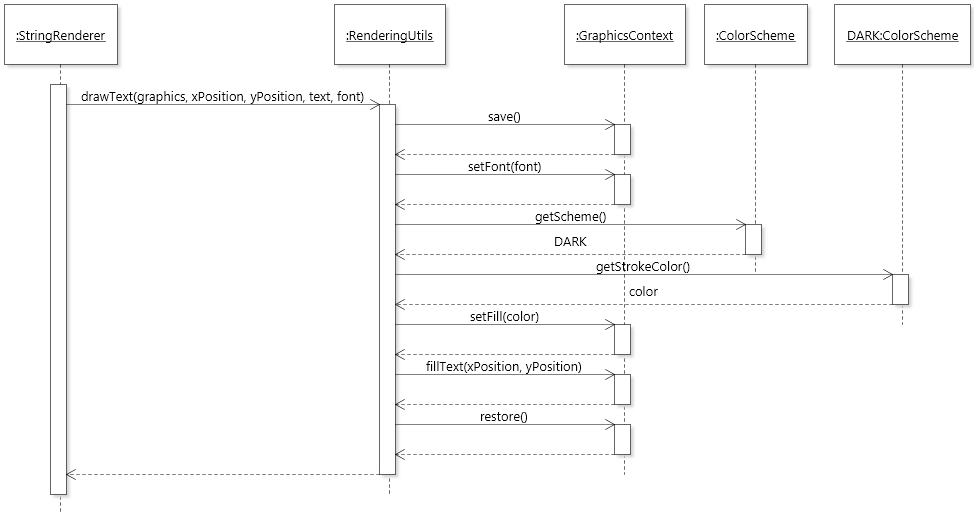 :StringRenderer
:RenderingUtils
:GraphicsContext
:ColorScheme
DARK:ColorScheme
drawText(graphics, xPosition, yPosition, text, font)
save()
setFont(font)
getScheme()
DARK
getStrokeColor()
color
setFill(color)
fillText(xPosition, yPosition)
restore()